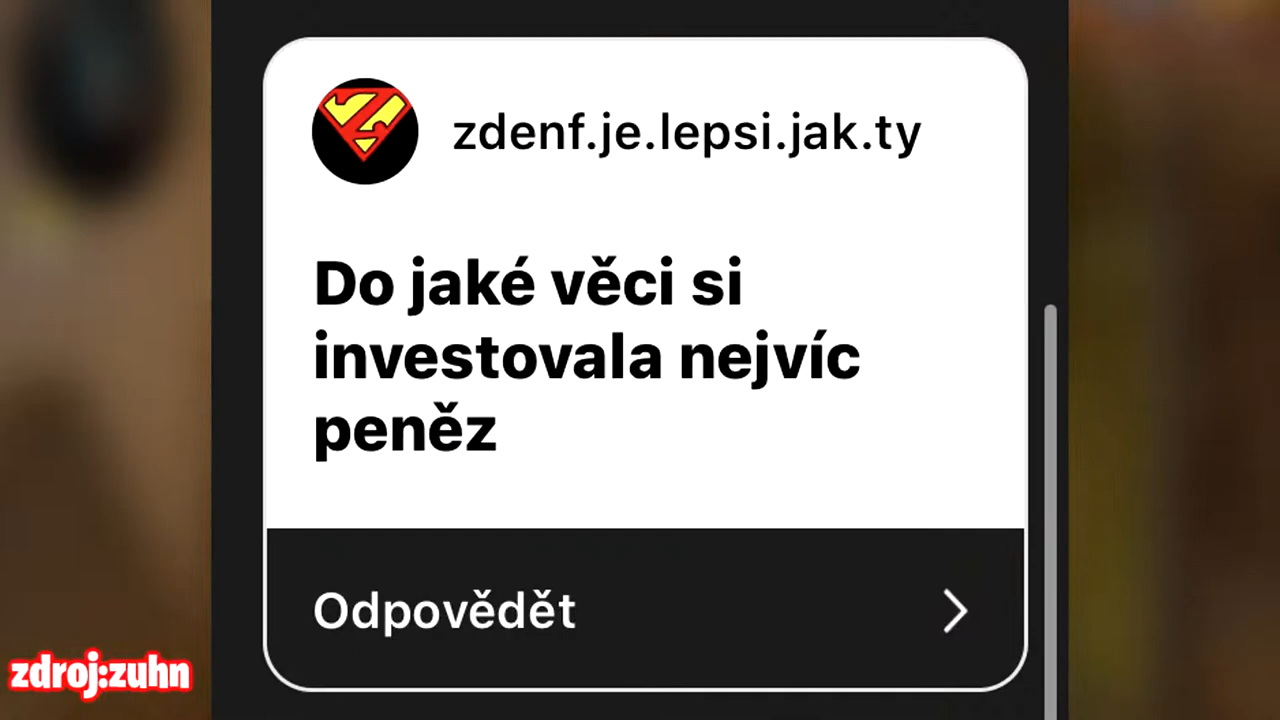 zdenf.je.lepsi.jak.ty
Do jaké věci si
investovala nejvíc
peněz
Odpovědět
zdroj:zuhn